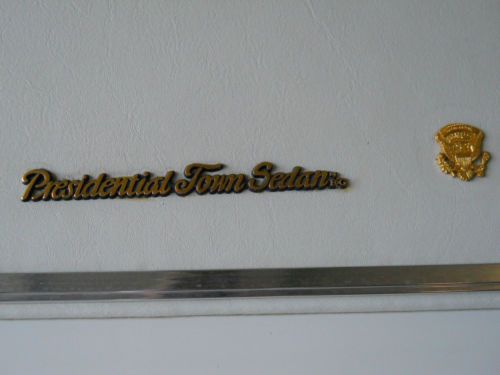 Presidential Town Sedan